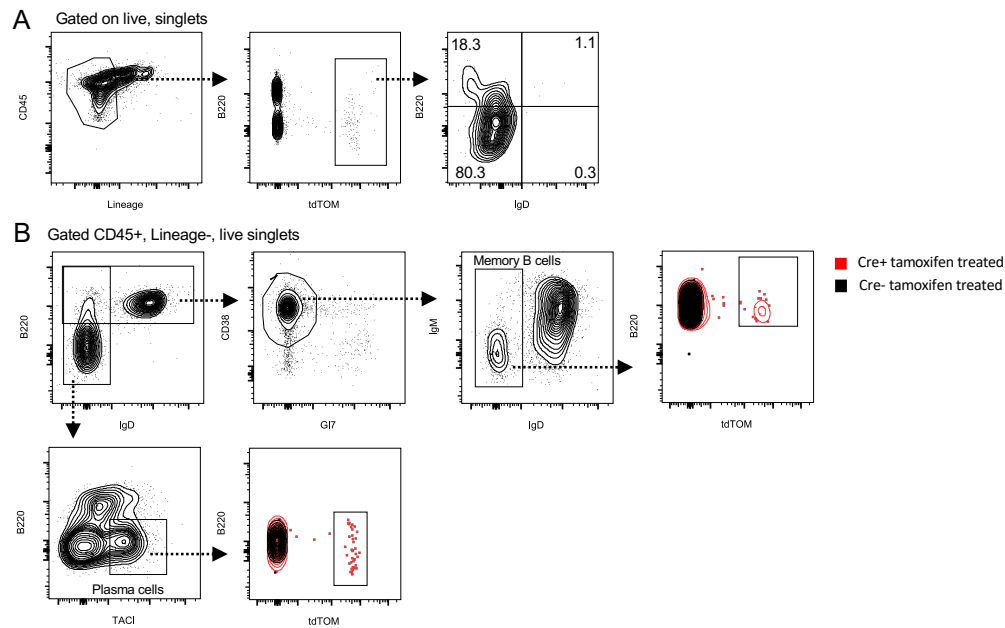 A
Gated on live, singlets
CD45
Lineage
B220
tdTOM
B220
18.3
1.1
80.3
0.3
IgD
B
Gated CD45+, Lineage-, live singlets
B220
IgD
CD38
Gl7
Memory B cells
IgM
IgD
B220
tdTOM
Cre+ tamoxifen treated
Cre- tamoxifen treated
B220
Plasma cells
TACI
B220
tdTOM